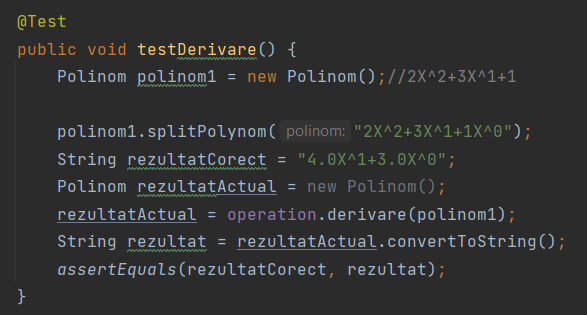 @Test
public void testDerivare() {
Polinom polinom1 = new Polinom();//2X^2+3X^1+1
polinom1.splitPolynom( polinom: "2X^2+3X^1+1X^0");
String rezultatCorect = "4.0X^1+3.0X^0";
Polinom rezultatActual = new Polinom();
rezultatActual = operation.derivare(polinom1);
String rezultat = rezultatActual.convertToString();
assertEquals(rezultatCorect, rezultat);
}